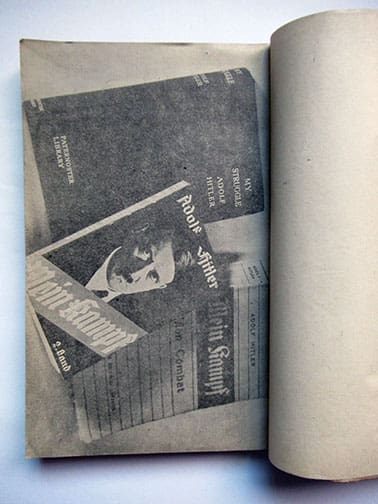 MY
STRUGGLE
ADOLF
HITLER
PATERNOSTER
LIBRARY
Adolf Hitler
Mein Kampf
2. Band
Mein Kampf
ADOLF HITLER
Mon Combat